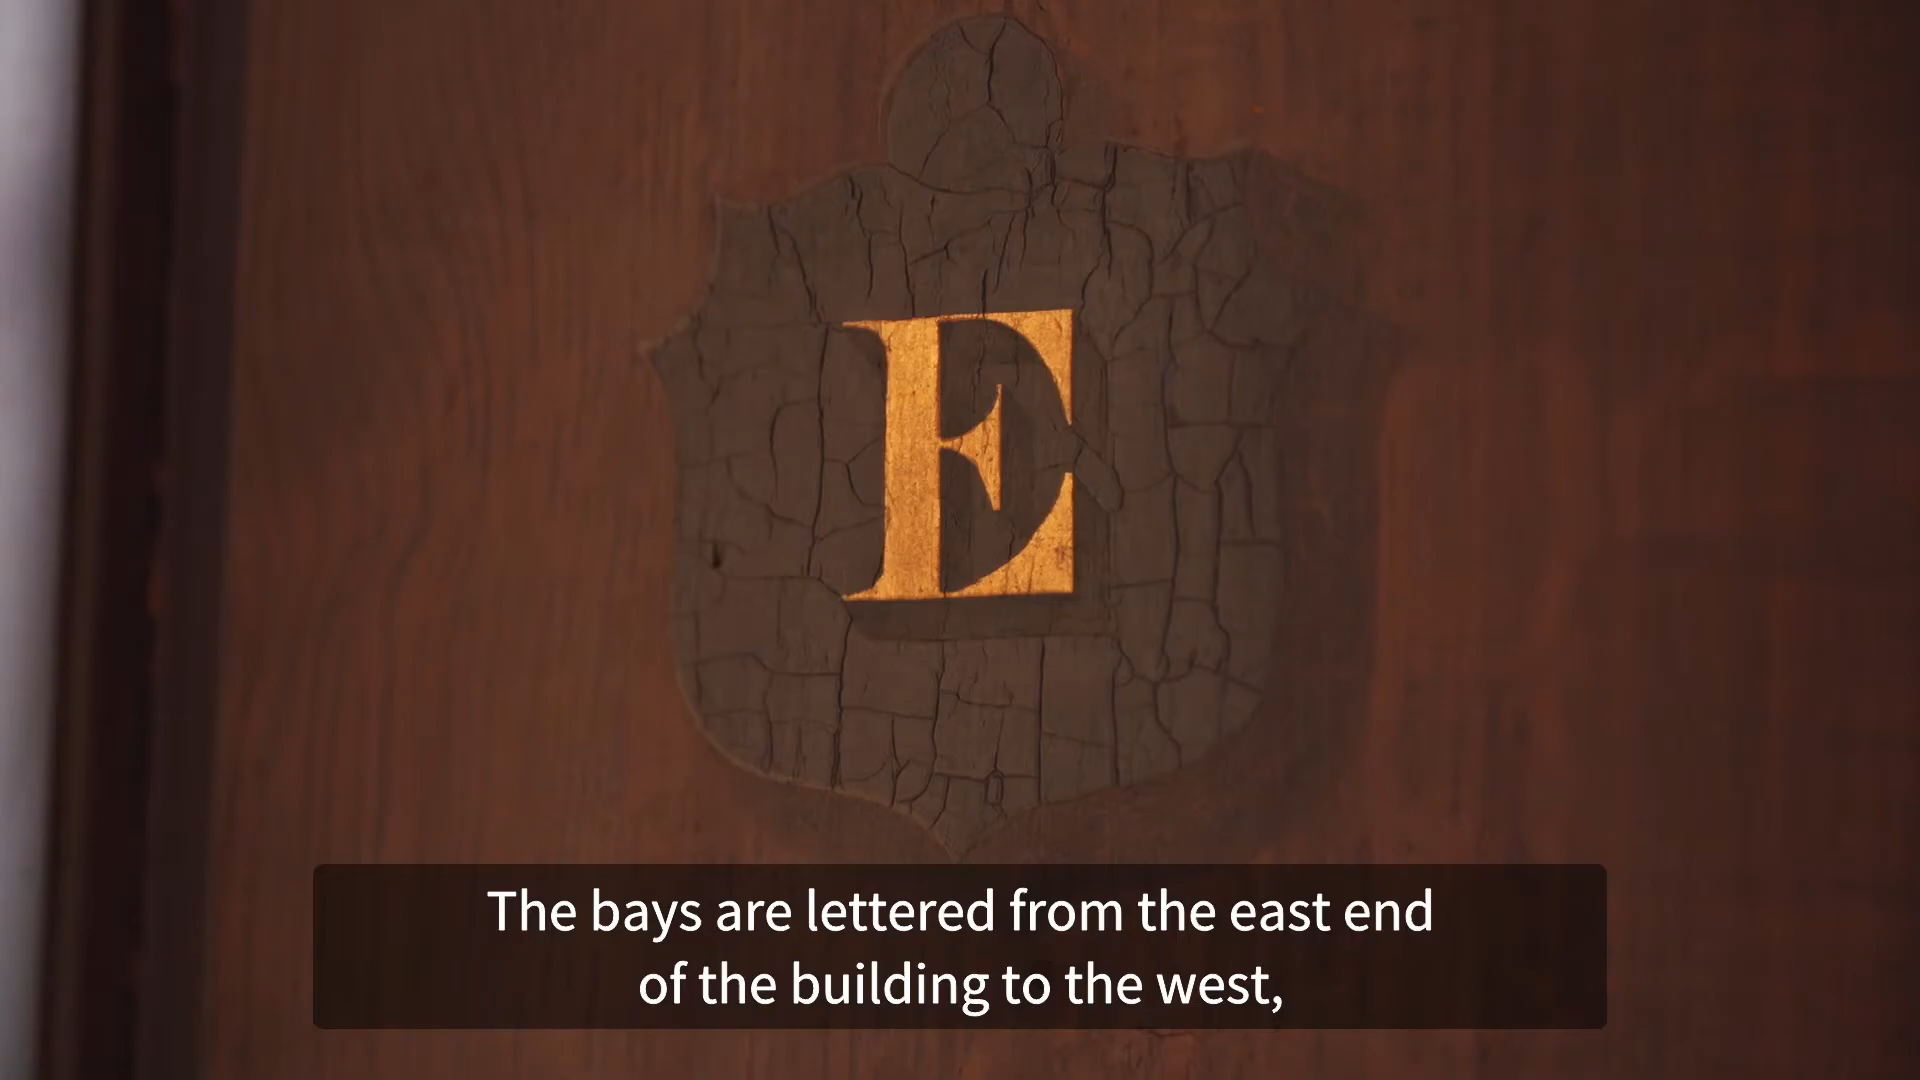 E
The bays are lettered from the east end
of the building to the west,